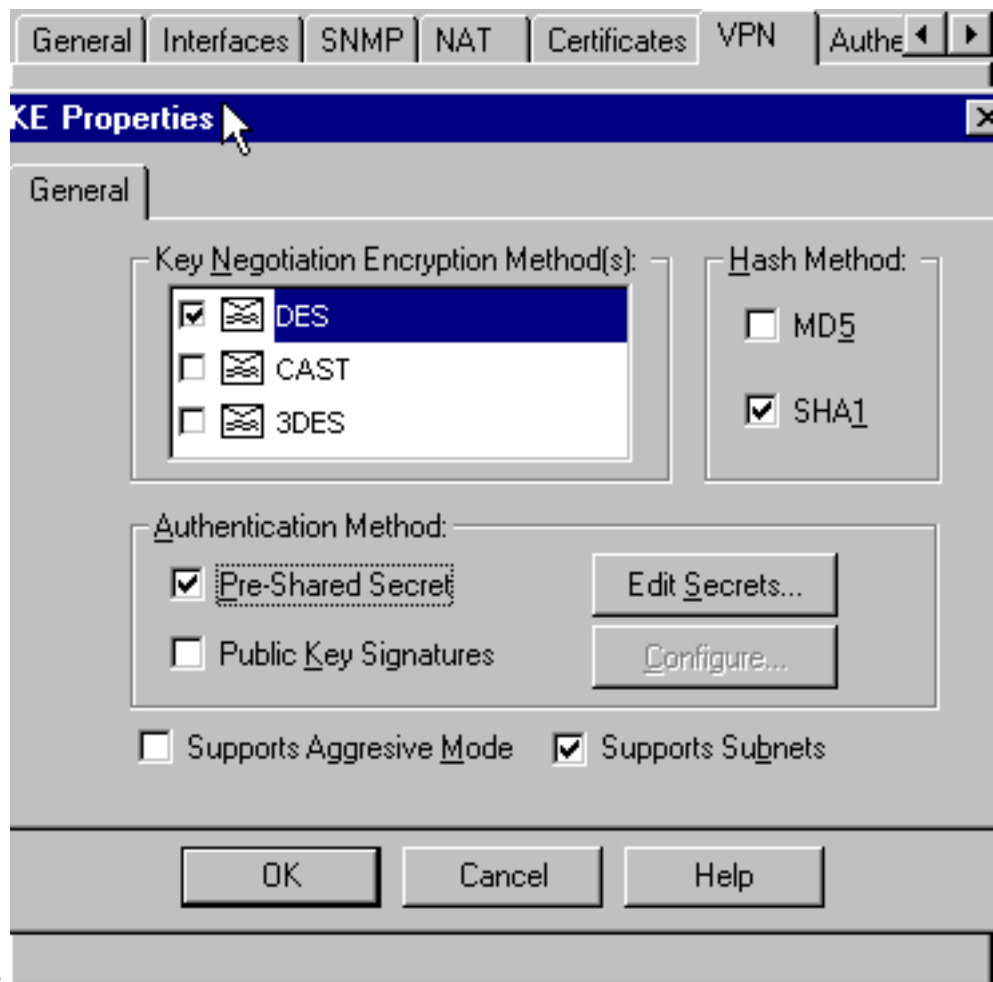 General Interfaces SNMP NAT Certificates VPN Authe
KE Properties
General
Key Negotiation Encryption Method(s): Hash Method:
DES
MD5
CAST
SHA1
3DES
Authentication Method:
Pre-Shared Secret Edit Secrets...
Public Key Signatures Configure...
Supports Aggresive Mode Supports Subnets
OK Cancel Help